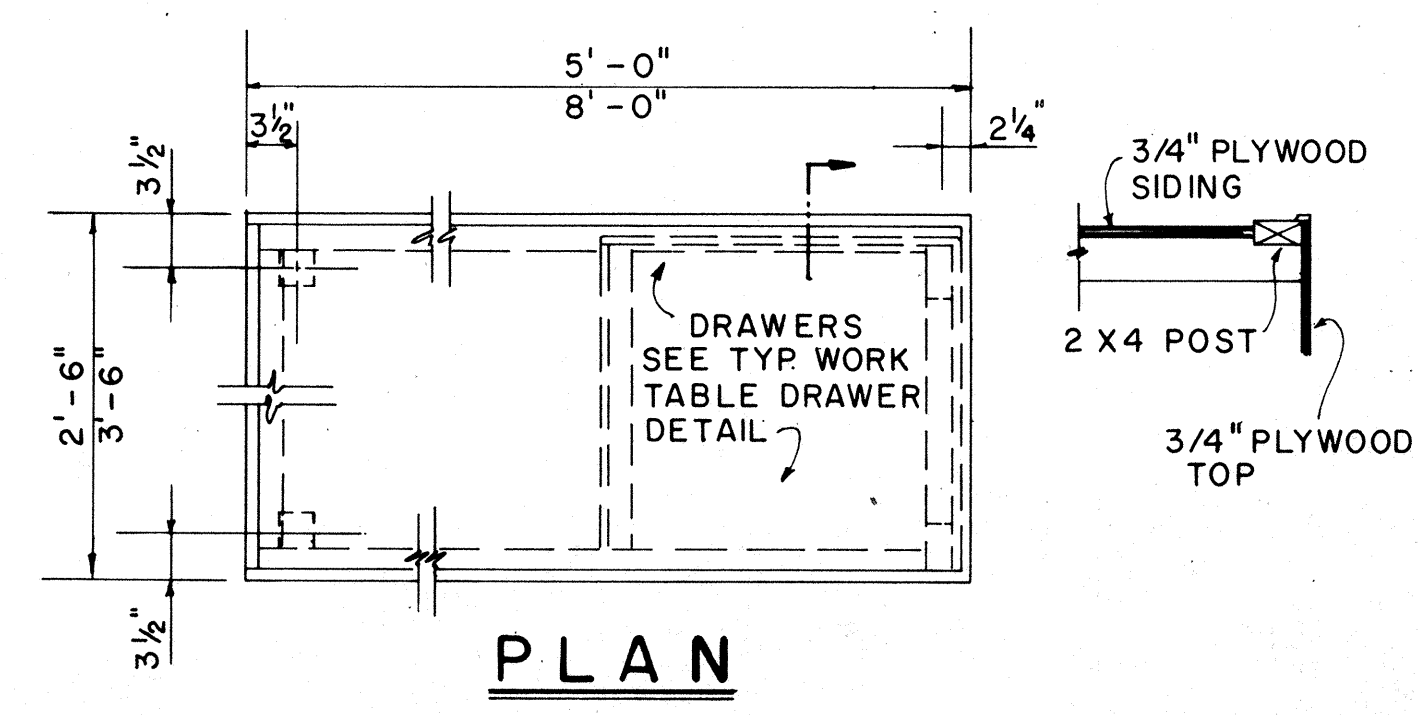 5'-0"
8'-0"
3½"
2¼"
3½"
3/4" PLYWOOD
SIDING
DRAWERS
SEE TYP. WORK
TABLE DRAWER
DETAIL
2 X 4 POST
2'-6"
3'-6"
3/4" PLYWOOD
TOP
3½"
PLAN